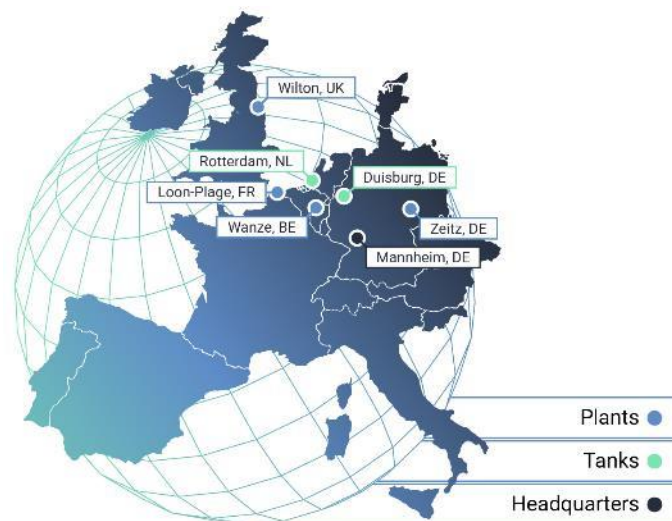 Wilton, UK
Rotterdam, NL
Duisburg, DE
Loon-Plage, FR
Wanze, BE
Zeitz, DE
Mannheim, DE
Plants
Tanks
Headquarters